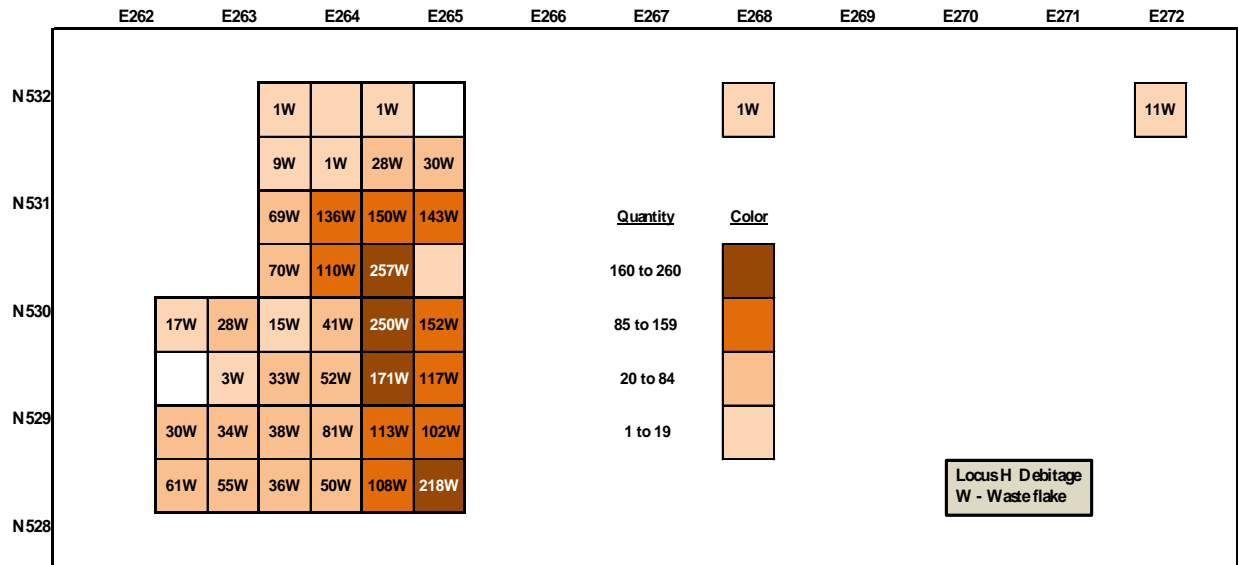 E262 E263 E264 E265 E266 E267 E268 E269 E270 E271 E272
N532
1W 1W 1W 11W
9W 1W 28W 30W
N531
69W 136W 150W 143W
Quantity Color
70W 110W 257W
160 to 260
N530
17W 28W 15W 41W 250W 152W
85 to 159
3W 33W 52W 171W 117W
20 to 84
N529
30W 34W 38W 81W 113W 102W
1 to 19
61W 55W 36W 50W 108W 218W
Locus H Debitage
W - Waste flake
N528